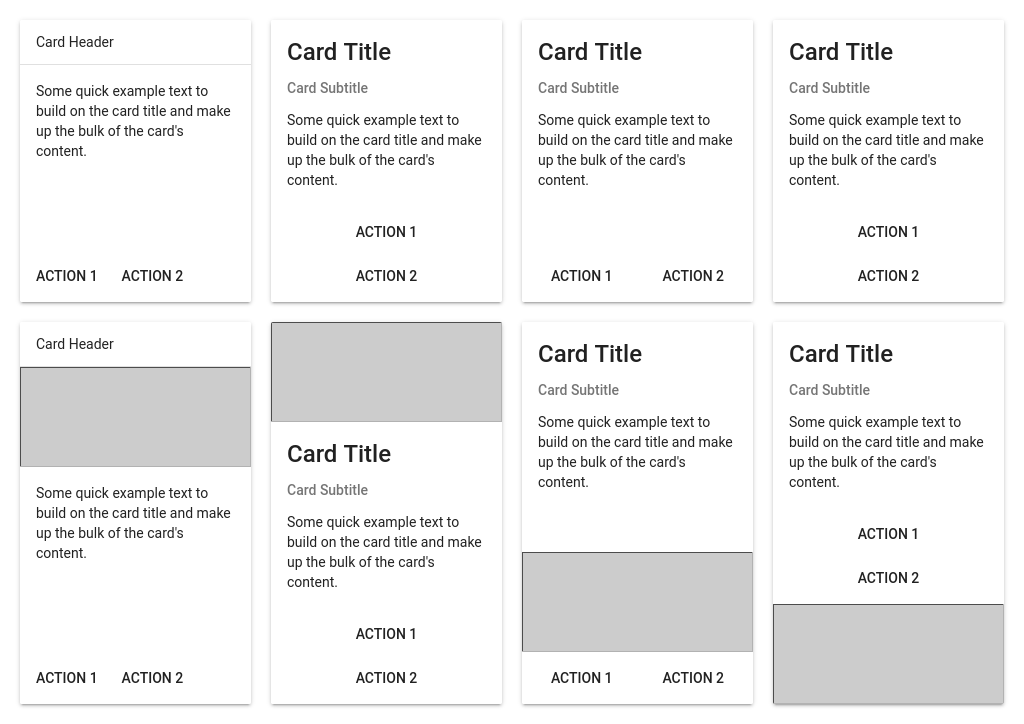 Card Header
Some quick example text to
build on the card title and make
up the bulk of the card's
content.
ACTION 1 ACTION 2
Card Title
Card Subtitle
Some quick example text to
build on the card title and make
up the bulk of the card's
content.
ACTION 1
ACTION 2
Card Title
Card Subtitle
Some quick example text to
build on the card title and make
up the bulk of the card's
content.
ACTION 1 ACTION 2
Card Title
Card Subtitle
Some quick example text to
build on the card title and make
up the bulk of the card's
content.
ACTION 1
ACTION 2
Card Header
Some quick example text to
build on the card title and make
up the bulk of the card's
content.
ACTION 1 ACTION 2
Card Title
Card Subtitle
Some quick example text to
build on the card title and make
up the bulk of the card's
content.
ACTION 1
ACTION 2
Card Title
Card Subtitle
Some quick example text to
build on the card title and make
up the bulk of the card's
content.
ACTION 1 ACTION 2
Card Title
Card Subtitle
Some quick example text to
build on the card title and make
up the bulk of the card's
content.
ACTION 1
ACTION 2